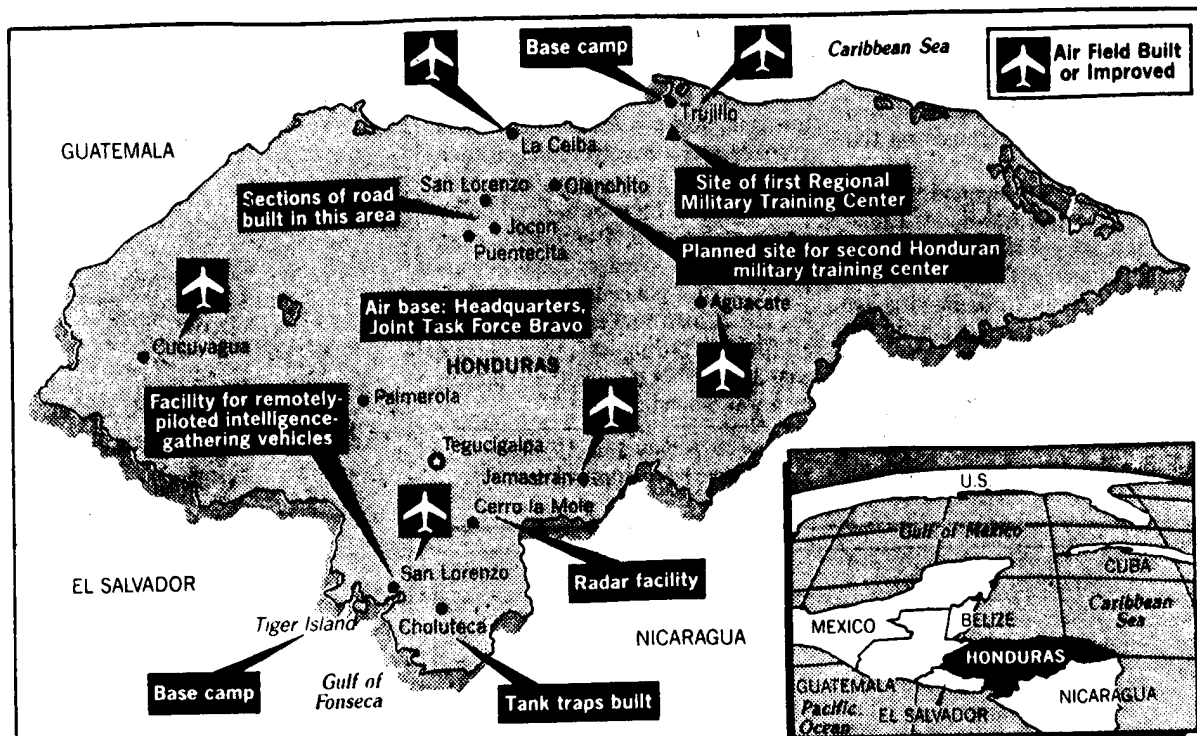 Base camp
Caribbean Sea
Air Field Built
or Improved
Trujillo
GUATEMALA
La Ceiba
Sections of road
built in this area
San Lorenzo
Olanchito
Site of first Regional
Military Training Center
Jocon
Puentecita
Planned site for second Honduran
military training center
Air base: Headquarters,
Joint Task Force Bravo
Aguacate
Cucuyagua
HONDURAS
Facility for remotely-
piloted intelligence-
gathering vehicles
Palmerola
Tegucigalpa
Jamastran
Cerro la Mole
Radar facility
San Lorenzo
EL SALVADOR
Tiger Island
Choluteca
NICARAGUA
Base camp
Gulf of
Fonseca
Tank traps built
U.S.
Gulf of Mexico
CUBA
Caribbean
Sea
MEXICO
BELIZE
HONDURAS
GUATEMALA
NICARAGUA
Pacific
Ocean
EL SALVADOR